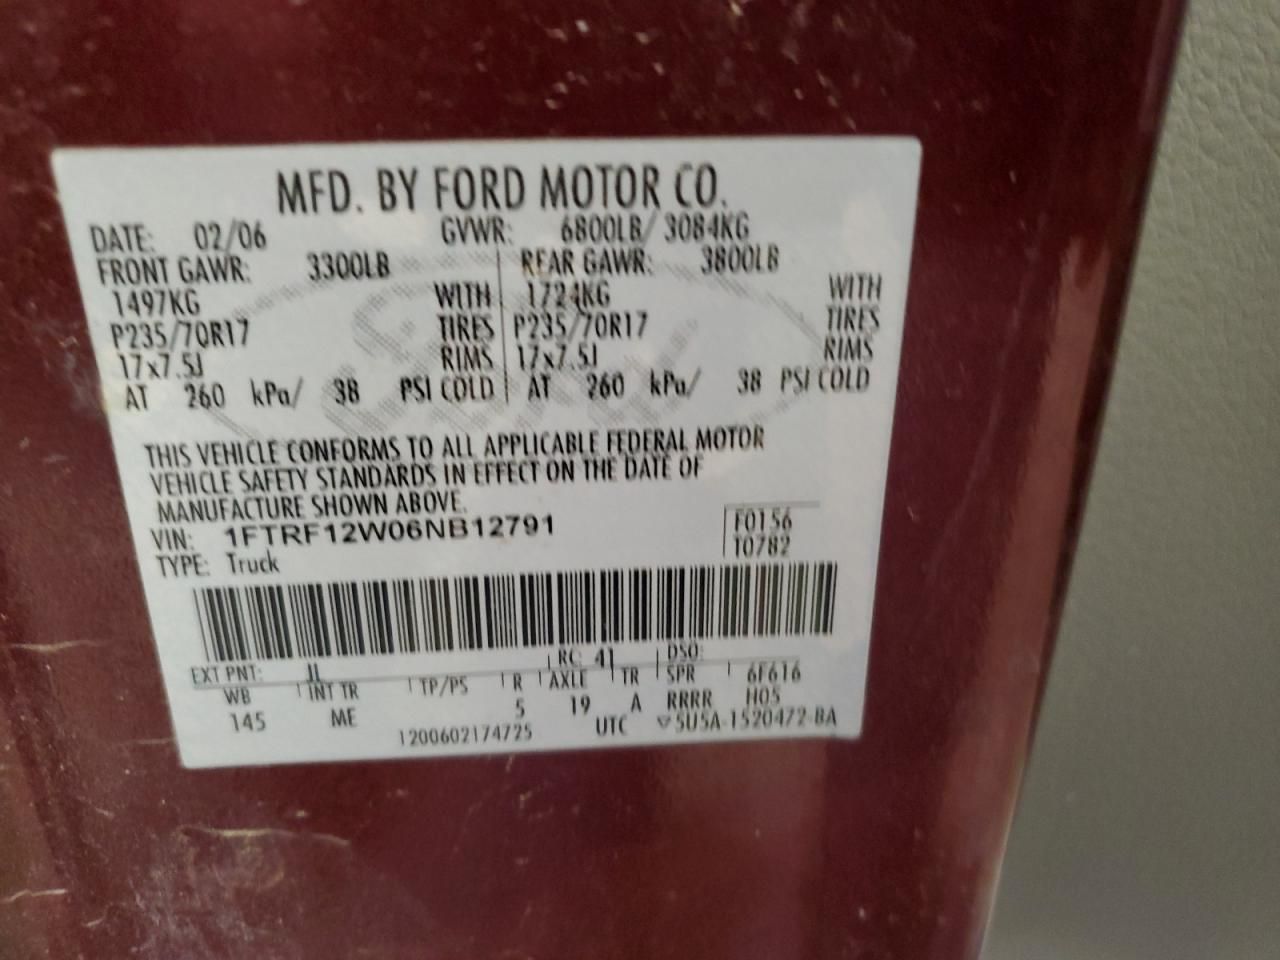 MFD. BY FORD MOTOR CO.
DATE: 02/06 GVWR: 6800LB/ 3084KG
FRONT GAWR: 3300LB REAR GAWR: 3800LB
1497KG WITH 1724KG WITH
P235/70R17 TIRES P235/70R17 TIRES
17x7.5J RIMS 17x7.5J RIMS
AT 260 kPa/ 38 PSI COLD AT 260 kPa/ 38 PSI COLD
THIS VEHICLE CONFORMS TO ALL APPLICABLE FEDERAL MOTOR
VEHICLE SAFETY STANDARDS IN EFFECT ON THE DATE OF
MANUFACTURE SHOWN ABOVE.
VIN: 1FTRF12W06NB12791 F0156
TYPE: Truck T0782
EXT PNT: JL RC: 41 DSO:
WB INT TR TP/PS R AXLE TR SPR 6F616
145 ME 5 19 A RRRR H05
1200602174725 UTC ▽5U5A-1520472-BA